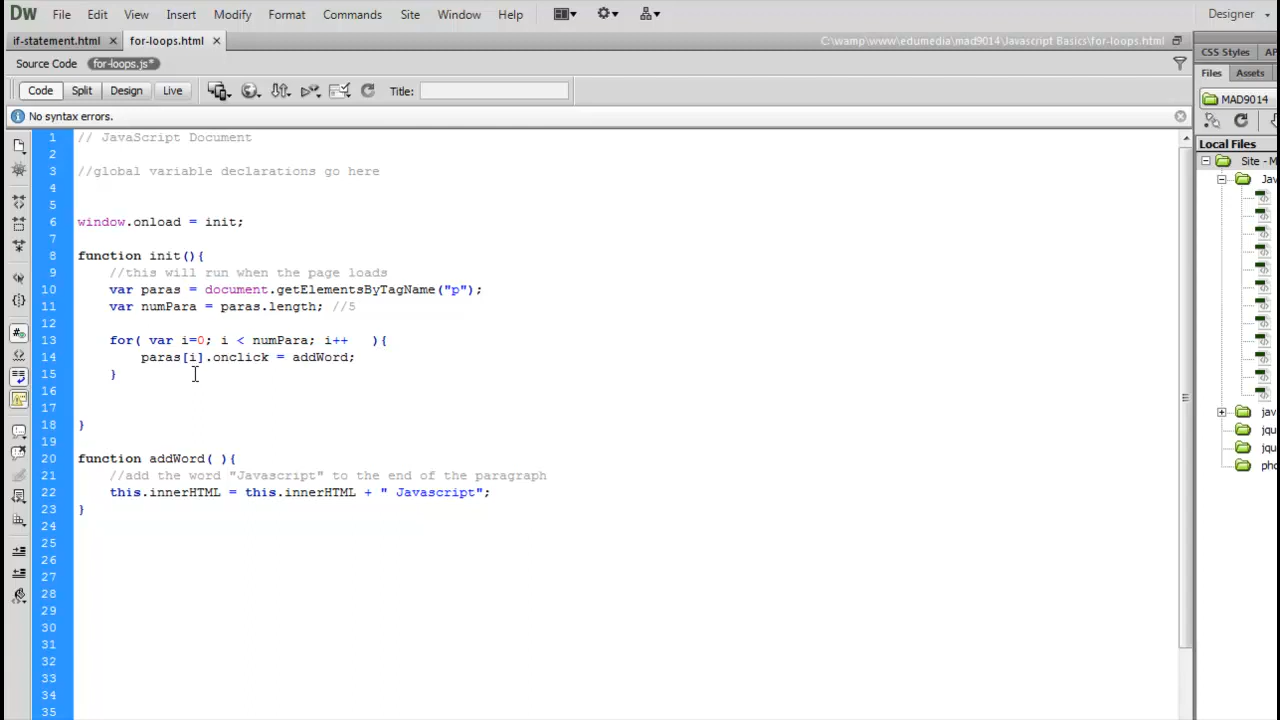 Dw File Edit View Insert Modify Format Commands Site Window Help Designer
if-statement.html for-loops.html C:\wamp\www\edumedia\mad9014\Javascript Basics\for-loops.html CSS Styles AP
Source Code for-loops.js* Files Assets
Code Split Design Live Title: MAD9014
No syntax errors.
Local Files
Site - M
Jav
jav
jqu
jqu
pho
1 // JavaScript Document
2
3 //global variable declarations go here
4
5
6 window.onload = init;
7
8 function init(){
9 //this will run when the page loads
10 var paras = document.getElementsByTagName("p");
11 var numPara = paras.length; //5
12
13 for( var i=0; i < numPara; i++ ){
14 paras[i].onclick = addWord;
15 }
16
17
18 }
19
20 function addWord( ){
21 //add the word "Javascript" to the end of the paragraph
22 this.innerHTML = this.innerHTML + " Javascript";
23 }
24
25
26
27
28
29
30
31
32
33
34
35